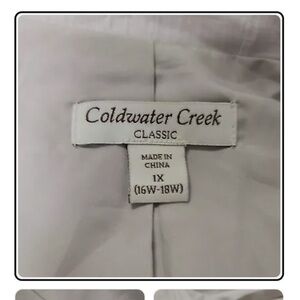 Coldwater Creek
CLASSIC
MADE IN
CHINA
1X
(16W-18W)